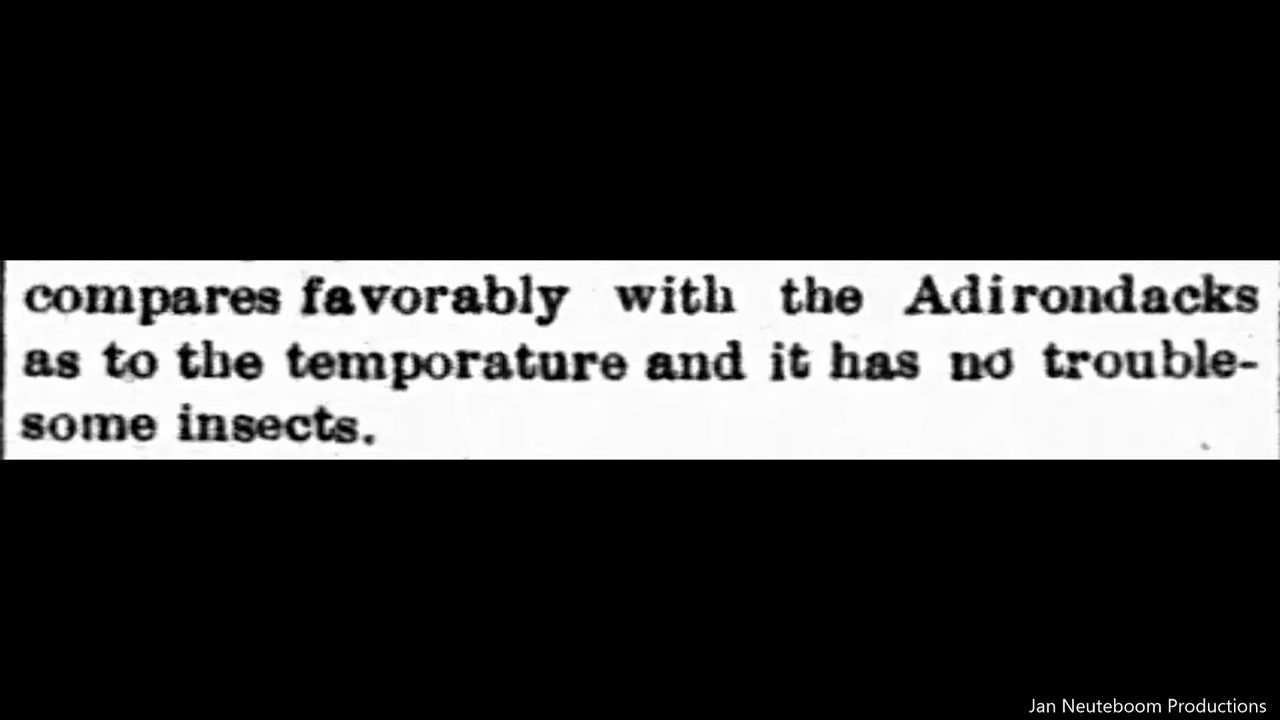 compares favorably with the Adirondacks
as to the temporature and it has no trouble-
some insects.
Jan Neuteboom Productions